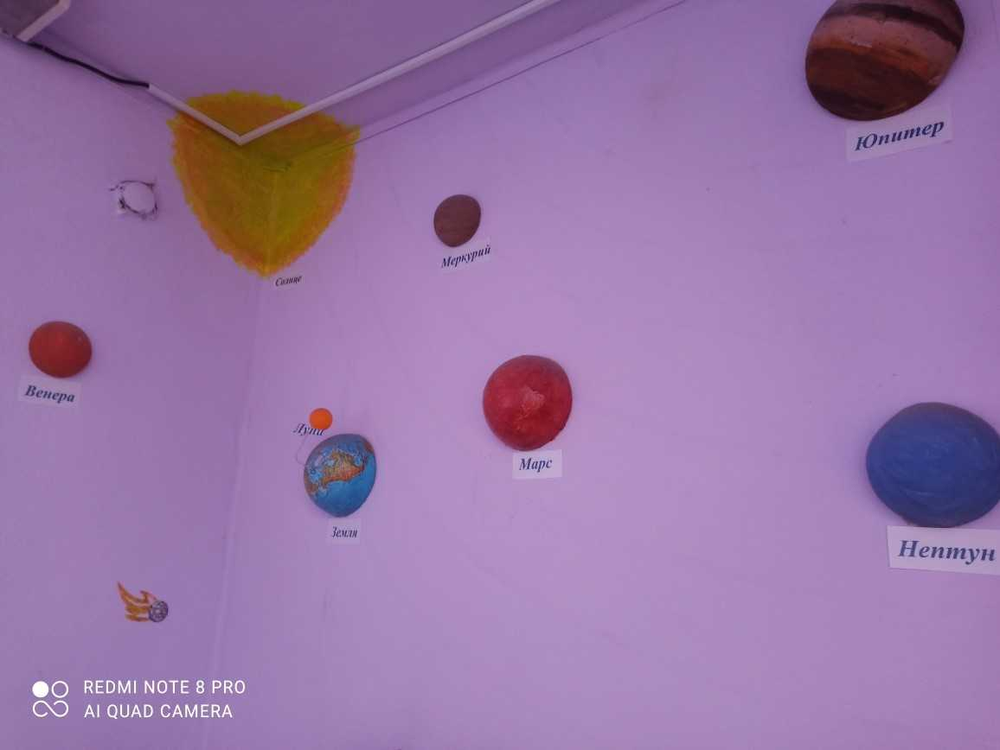 Юпитер
Меркурий
Солнце
Венера
Луна
Марс
Земля
Нептун
REDMI NOTE 8 PRO
AI QUAD CAMERA